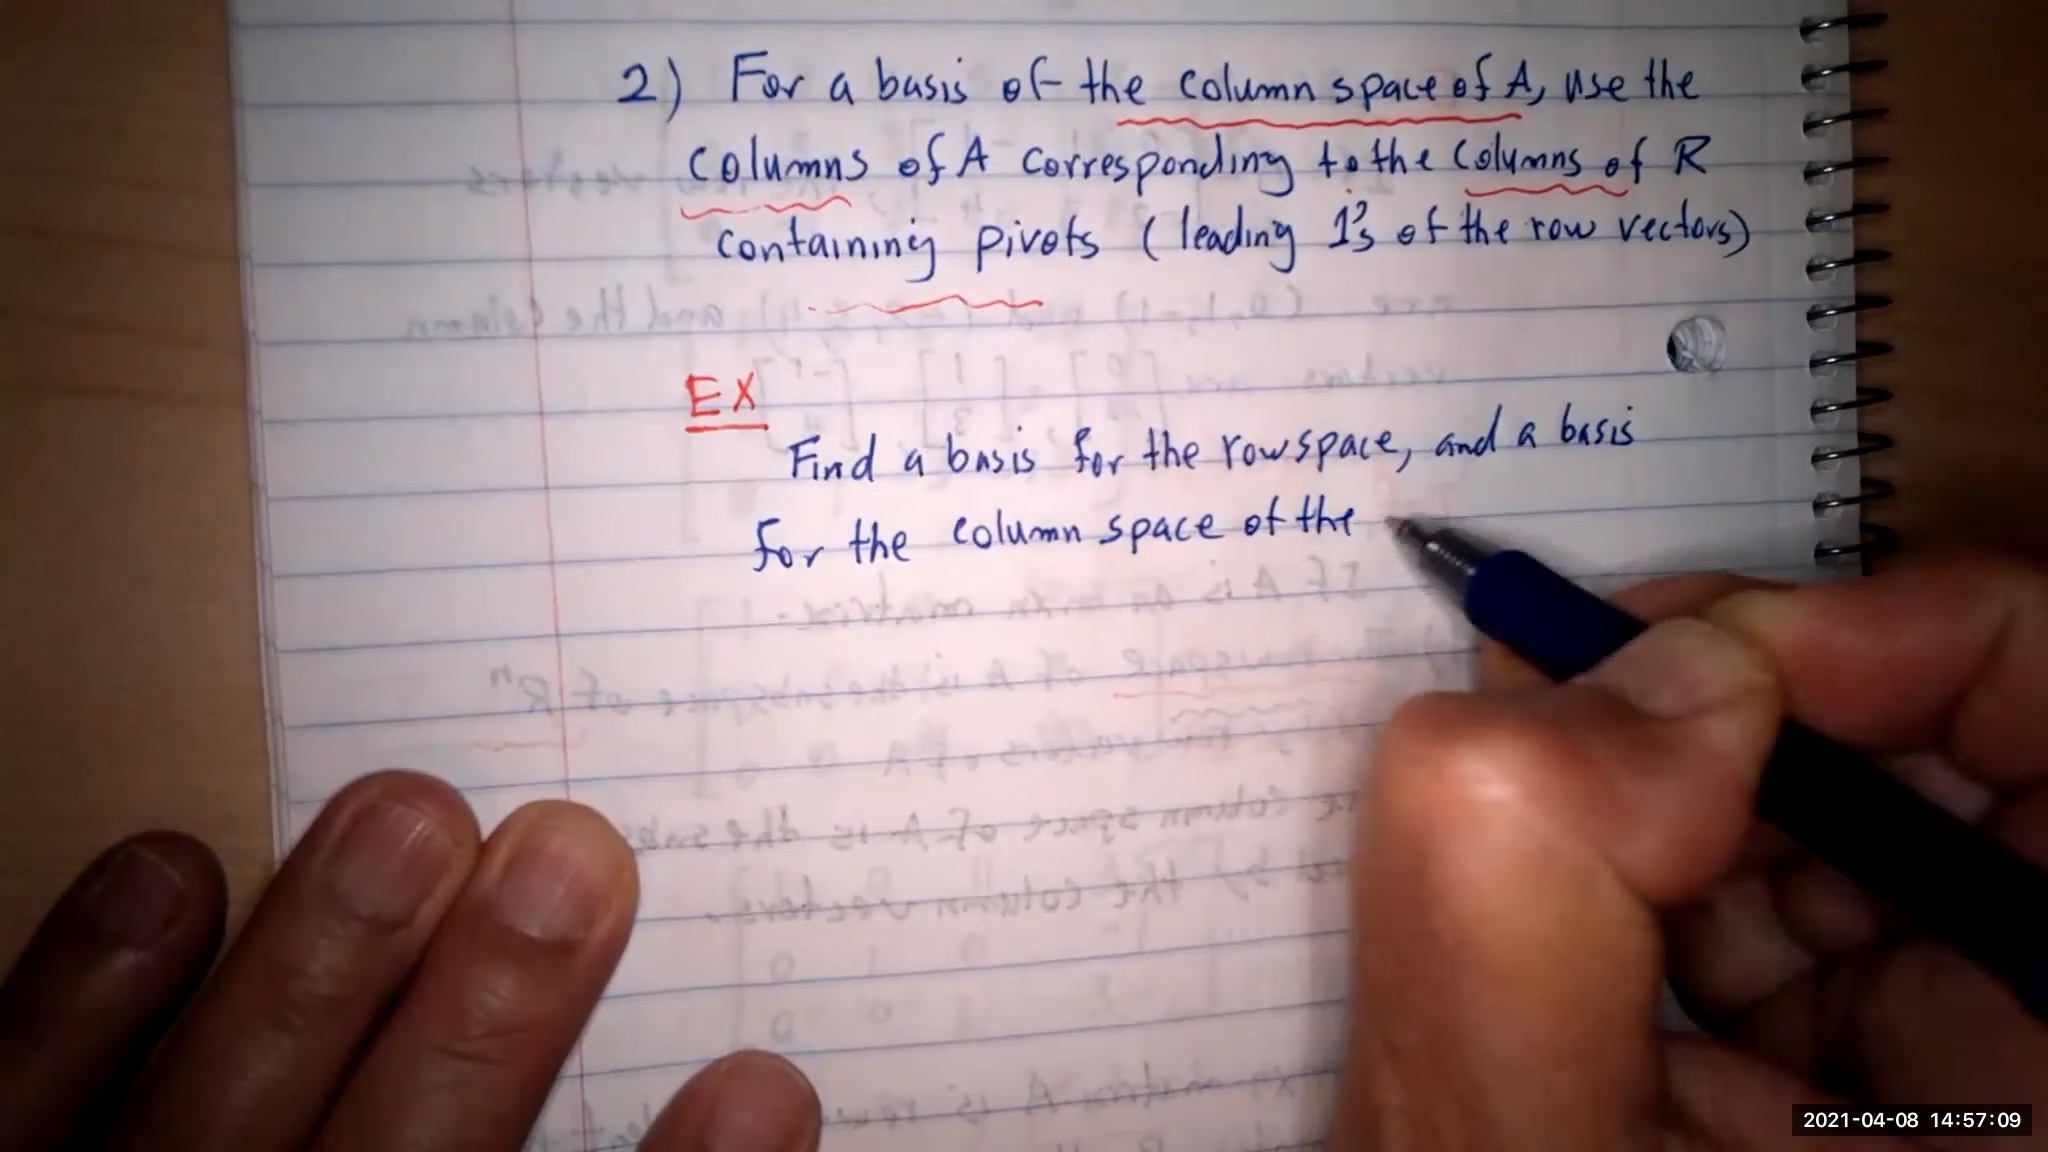 2) For a basis of the column space of A, use the
columns of A corresponding to the columns of R
containing pivots (leading 1's of the row vectors)
EX
Find a basis for the rowspace, and a basis
for the column space of the
2021-04-08 14:57:09